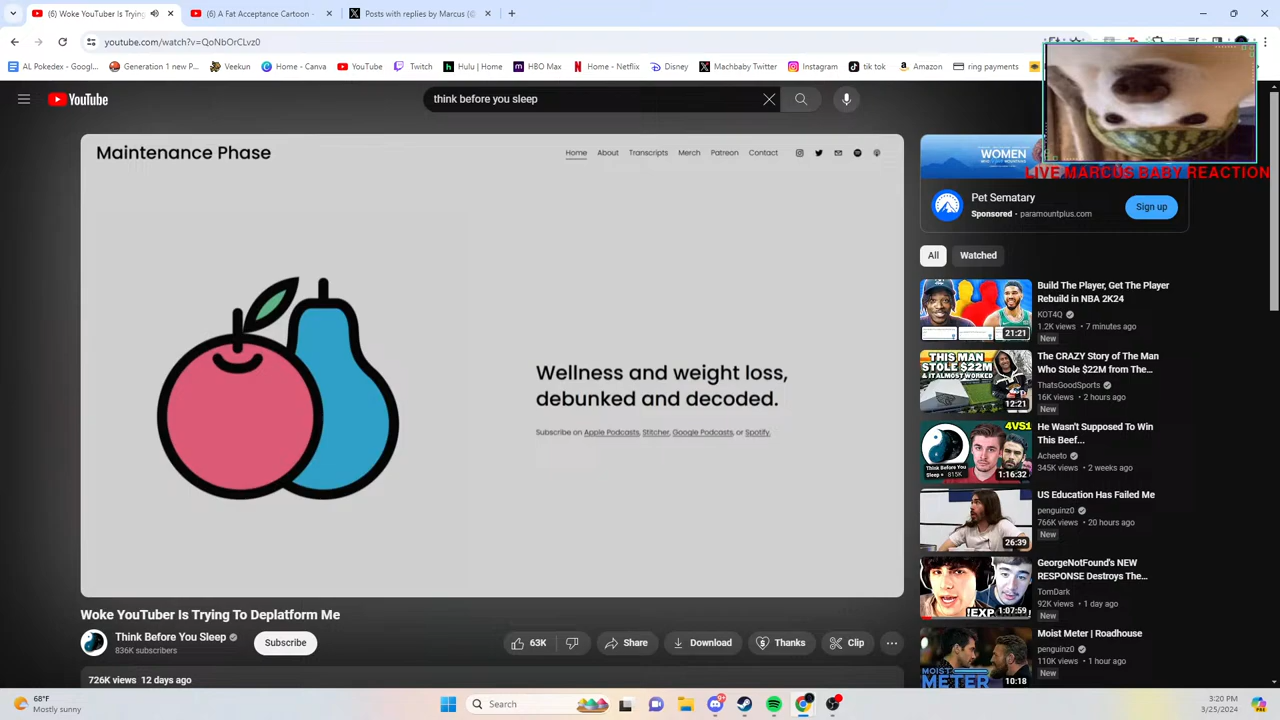 (6) Woke YouTuber Is Trying
(6) A Fat Acceptance Cartoon -
Posts with replies by Marcus (
youtube.com/watch?v=QoNbOrCLvz0
AL Pokedex - Googl...
Generation 1 new P...
Veekun
Home - Canva
YouTube
Hulu | Home
HBO Max
Home - Netflix
Disney
Machbaby Twitter
Instagram
tik tok
Amazon
ring payments
YouTube
think before you sleep
Maintenance Phase
Home
About
Transcripts
Merch
Patreon
Contact
Wellness and weight loss,
debunked and decoded.
Subscribe on Apple Podcasts, Stitcher, Google Podcasts, or Spotify.
WOMEN
LIVE MARCUS BABY REACTION
Pet Sematary
Sponsored · paramountplus.com
Sign up
All
Watched
Build The Player, Get The Player
Rebuild in NBA 2K24
KOT4Q
1.2K views • 7 minutes ago
New
21:21
THIS MAN
STOLE $22M
& IT ALMOST WORKED
12:21
The CRAZY Story of The Man
Who Stole $22M from The...
ThatsGoodSports
16K views • 2 hours ago
New
4VS1
Think Before You
Sleep
815K
1:16:32
He Wasn't Supposed To Win
This Beef...
Acheeto
345K views • 2 weeks ago
26:39
US Education Has Failed Me
penguinz0
766K views • 20 hours ago
New
!EXP
1:07:59
GeorgeNotFound's NEW
RESPONSE Destroys The...
TomDark
92K views • 1 day ago
New
MOIST
METER
10:18
Moist Meter | Roadhouse
penguinz0
110K views • 1 hour ago
New
Woke YouTuber Is Trying To Deplatform Me
Think Before You Sleep
836K subscribers
Subscribe
63K
Share
Download
Thanks
Clip
726K views 12 days ago
68°F
Mostly sunny
Search
3:20 PM
3/25/2024